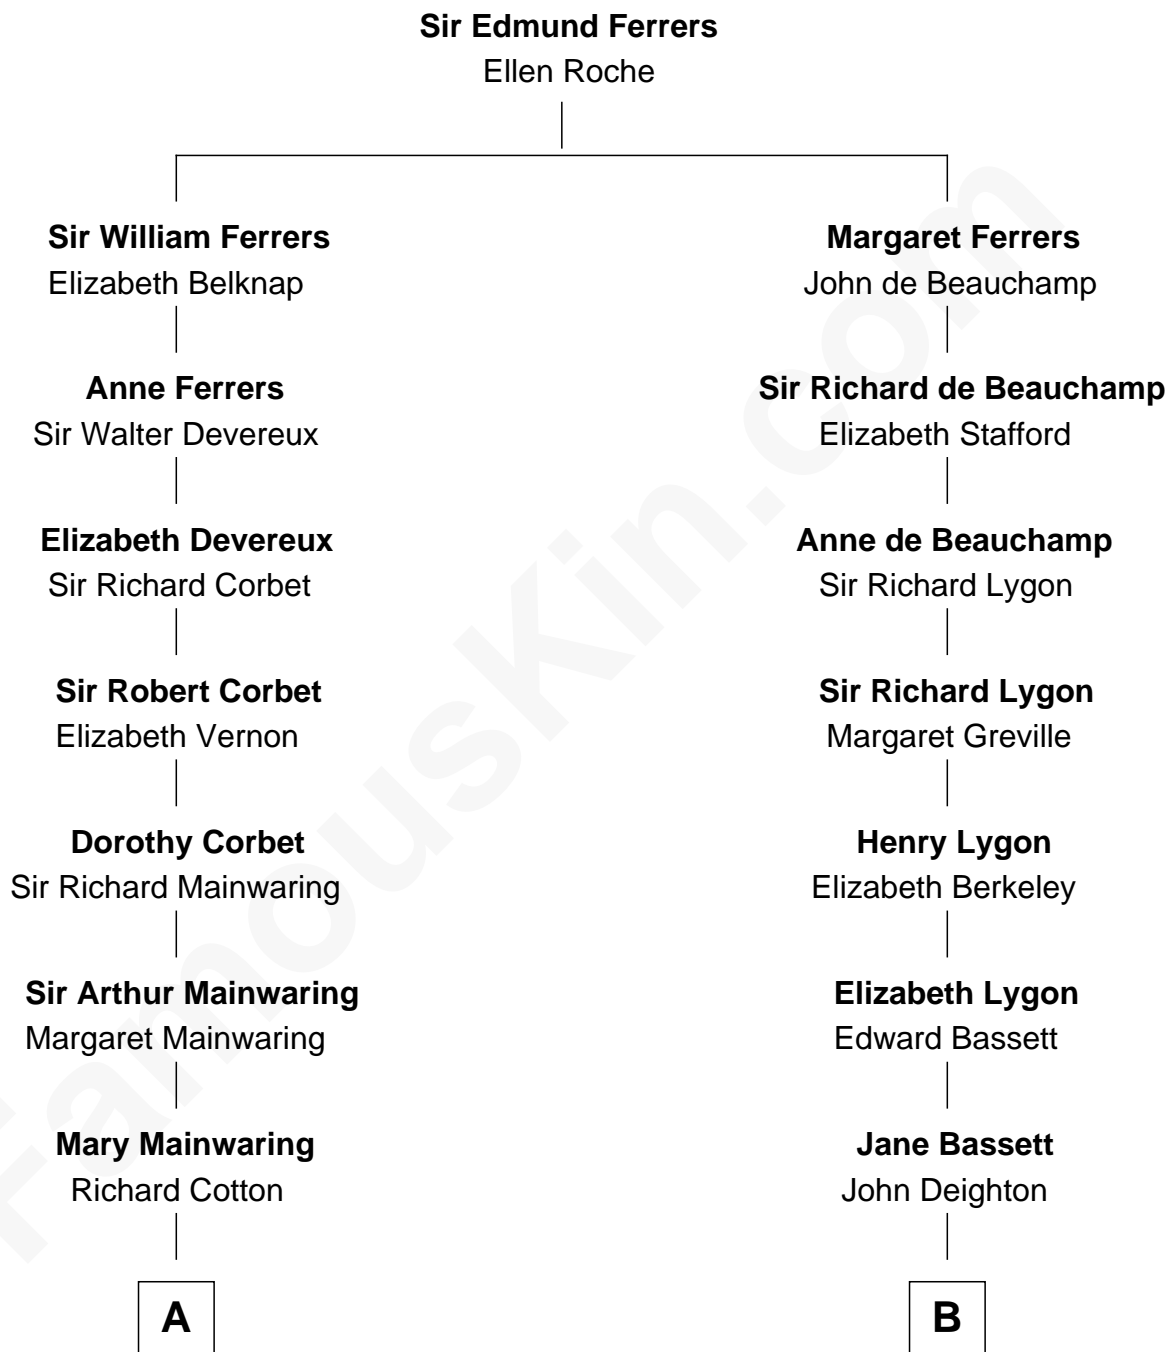 Sir Edmund Ferrers
Ellen Roche
Sir William Ferrers
Elizabeth Belknap
Margaret Ferrers
John de Beauchamp
Anne Ferrers
Sir Walter Devereux
Sir Richard de Beauchamp
Elizabeth Stafford
Elizabeth Devereux
Sir Richard Corbet
Anne de Beauchamp
Sir Richard Lygon
Sir Robert Corbet
Elizabeth Vernon
Sir Richard Lygon
Margaret Greville
Dorothy Corbet
Sir Richard Mainwaring
Henry Lygon
Elizabeth Berkeley
Sir Arthur Mainwaring
Margaret Mainwaring
Elizabeth Lygon
Edward Bassett
Mary Mainwaring
Richard Cotton
Jane Bassett
John Deighton
A
B
FamousKin.com